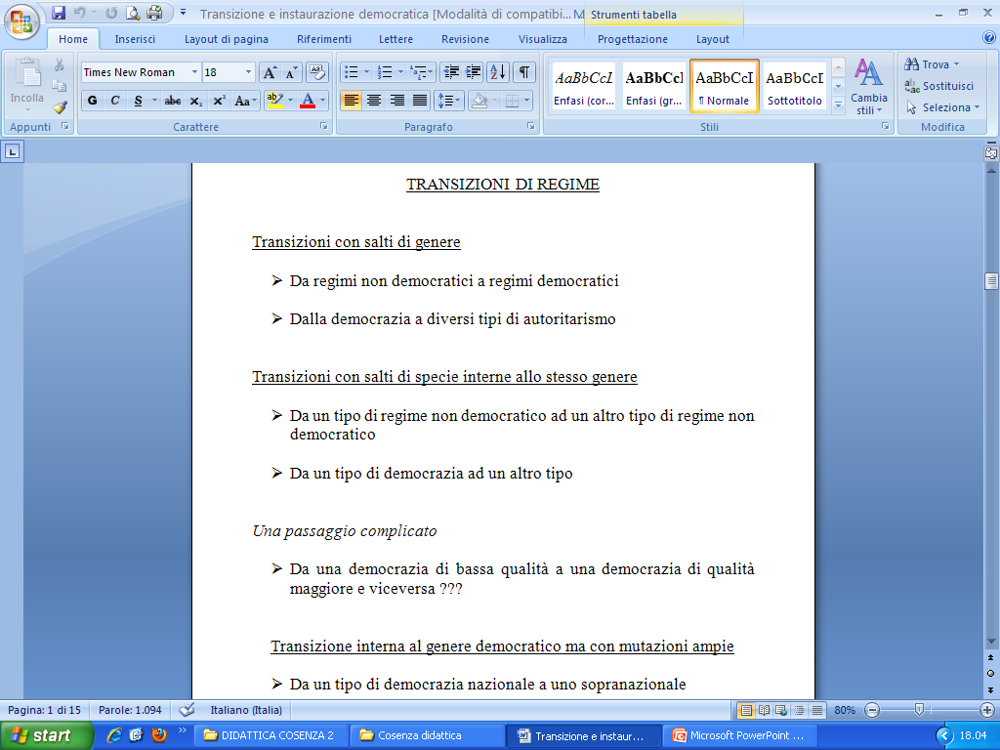 Transizione e instaurazione democratica [Modalità di compatibi... M
Strumenti tabella
Home Inserisci Layout di pagina Riferimenti Lettere Revisione Visualizza Progettazione Layout
Incolla
Times New Roman 18
G C S abc x₂ x² Aa
AaBbCcL AaBbCcl AaBbCcI AaBbCcI
Enfasi (cor... Enfasi (gr... ¶ Normale Sottotitolo
Cambia
stili
Trova
Sostituisci
Seleziona
Appunti Carattere Paragrafo Stili Modifica
TRANSIZIONI DI REGIME
Transizioni con salti di genere
➢ Da regimi non democratici a regimi democratici
➢ Dalla democrazia a diversi tipi di autoritarismo
Transizioni con salti di specie interne allo stesso genere
➢ Da un tipo di regime non democratico ad un altro tipo di regime non
democratico
➢ Da un tipo di democrazia ad un altro tipo
Una passaggio complicato
➢ Da una democrazia di bassa qualità a una democrazia di qualità
maggiore e viceversa ???
Transizione interna al genere democratico ma con mutazioni ampie
➢ Da un tipo di democrazia nazionale a uno sopranazionale
Pagina: 1 di 15 Parole: 1.094 Italiano (Italia) 80%
start DIDATTICA COSENZA 2 Cosenza didattica Transizione e instaur... Microsoft PowerPoint ... 18.04